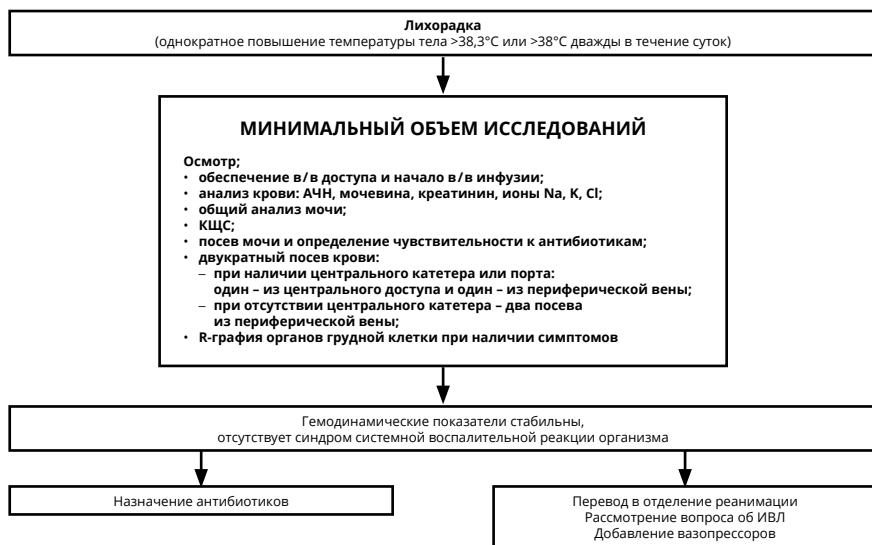 Лихорадка
(однократное повышение температуры тела >38,3°C или >38°C дважды в течение суток)
МИНИМАЛЬНЫЙ ОБЪЕМ ИССЛЕДОВАНИЙ
Осмотр;
• обеспечение в/в доступа и начало в/в инфузии;
• анализ крови: АЧН, мочевина, креатинин, ионы Na, K, Cl;
• общий анализ мочи;
• КЩС;
• посев мочи и определение чувствительности к антибиотикам;
• двукратный посев крови:
– при наличии центрального катетера или порта:
один – из центрального доступа и один – из периферической вены;
– при отсутствии центрального катетера – два посева
из периферической вены;
• R-графия органов грудной клетки при наличии симптомов
Гемодинамические показатели стабильны,
отсутствует синдром системной воспалительной реакции организма
Назначение антибиотиков
Перевод в отделение реанимации
Рассмотрение вопроса об ИВЛ
Добавление вазопрессоров